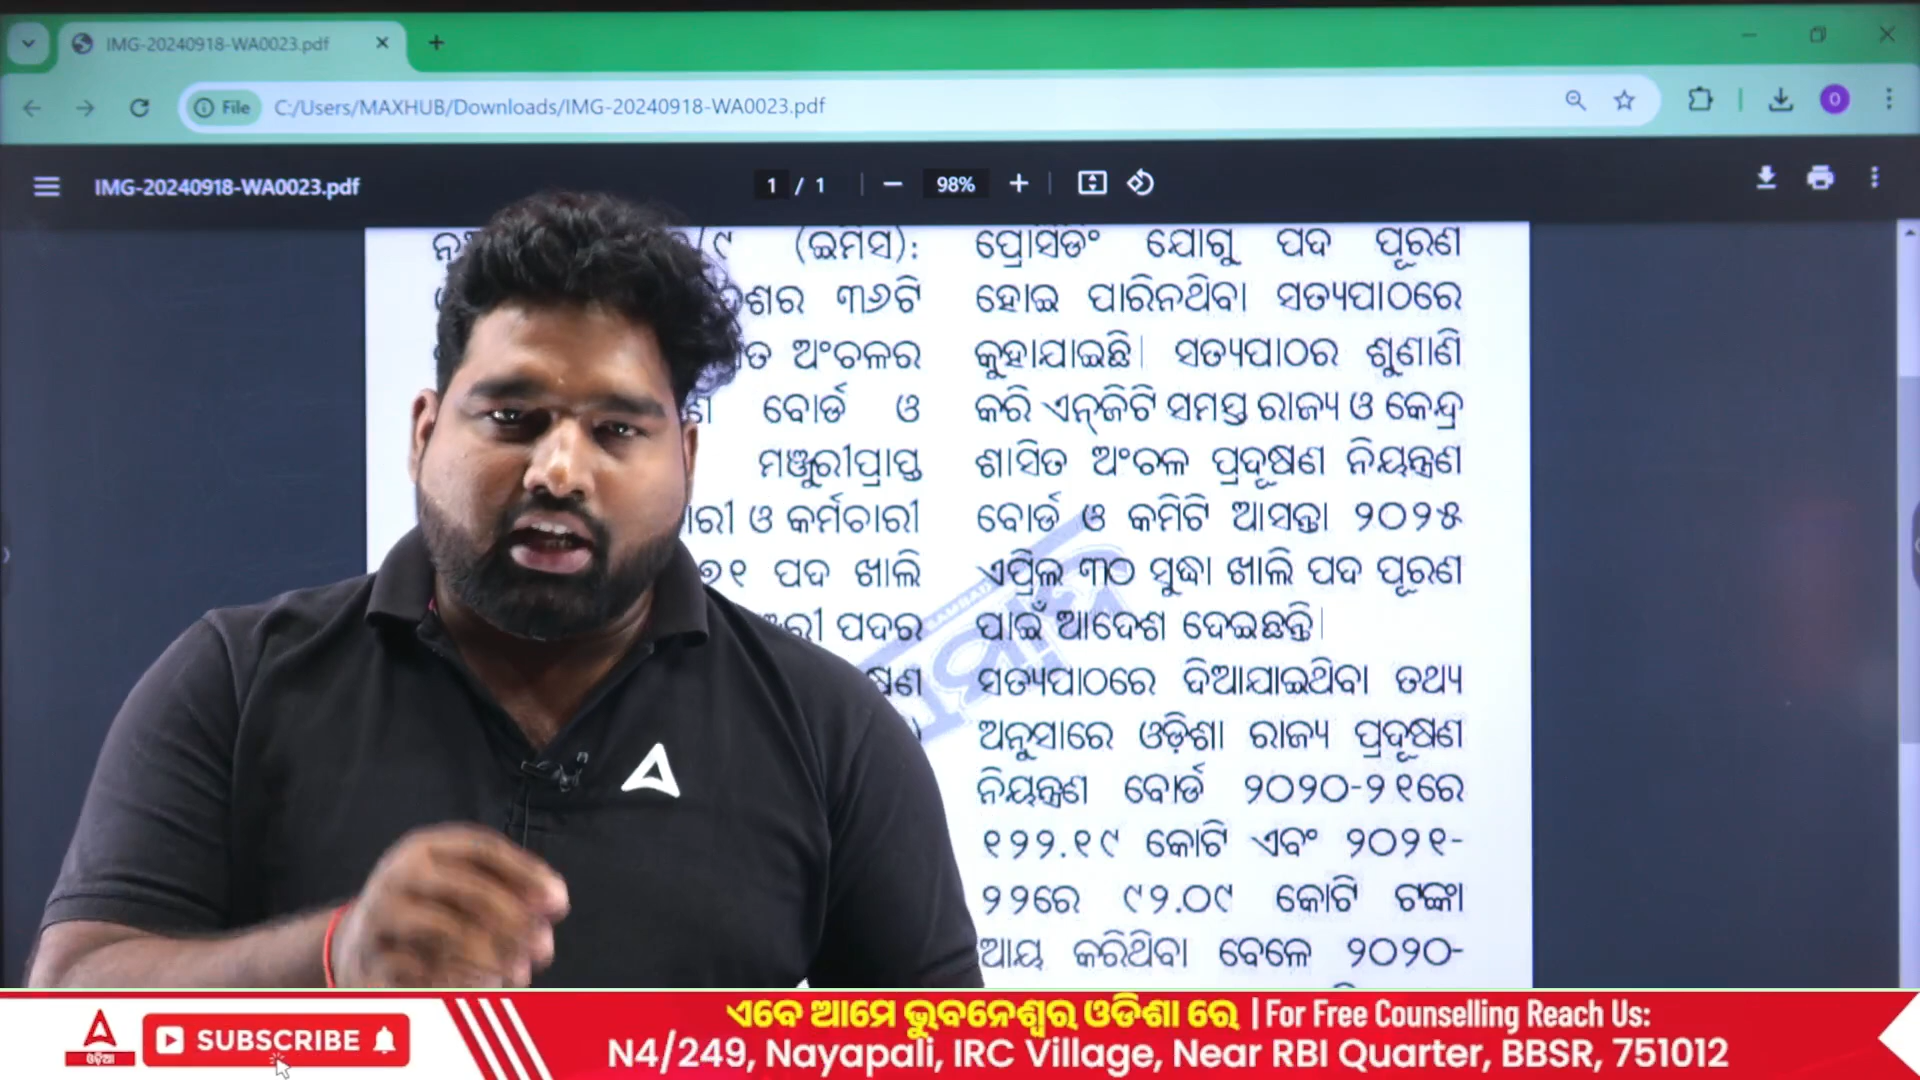 IMG-20240918-WA0023.pdf
File C:/Users/MAXHUB/Downloads/IMG-20240918-WA0023.pdf
IMG-20240918-WA0023.pdf
1 / 1
98%
(ଇମିସ):
୩୬ଟି
ଅଂଚଳର
ବୋର୍ଡ ଓ
ମଞ୍ଜୁରୀପ୍ରାପ୍ତ
ଓ କର୍ମଚାରୀ
ପଦ ଖାଲି
ପଦର
ପ୍ରୋସିଡିଂ ଯୋଗୁ ପଦ ପୂରଣ
ହୋଇ ପାରିନଥିବା ସତ୍ୟପାଠରେ
କୁହାଯାଇଛି। ସତ୍ୟପାଠର ଶୁଣାଣି
କରି ଏନ୍‌ଜିଟି ସମସ୍ତ ରାଜ୍ୟ ଓ କେନ୍ଦ୍ର
ଶାସିତ ଅଂଚଳ ପ୍ରଦୂଷଣ ନିୟନ୍ତ୍ରଣ
ବୋର୍ଡ ଓ କମିଟି ଆସନ୍ତା ୨୦୨୫
ଏପ୍ରିଲ ୩୦ ସୁଦ୍ଧା ଖାଲି ପଦ ପୂରଣ
ପାଇଁ ଆଦେଶ ଦେଇଛନ୍ତି।
ସତ୍ୟପାଠରେ ଦିଆଯାଇଥିବା ତଥ୍ୟ
ଅନୁସାରେ ଓଡ଼ିଶା ରାଜ୍ୟ ପ୍ରଦୂଷଣ
ନିୟନ୍ତ୍ରଣ ବୋର୍ଡ ୨୦୨୦-୨୧ରେ
୧୨୨.୧୯ କୋଟି ଏବଂ ୨୦୨୧-
୨୨ରେ ୯୨.୦୯ କୋଟି ଟଙ୍କା
ଆୟ କରିଥିବା ବେଳେ ୨୦୨୦-
ଓଡ଼ିଆ
SUBSCRIBE
ଏବେ ଆମେ ଭୁବନେଶ୍ୱର ଓଡିଶା ରେ | For Free Counselling Reach Us:
N4/249, Nayapali, IRC Village, Near RBI Quarter, BBSR, 751012